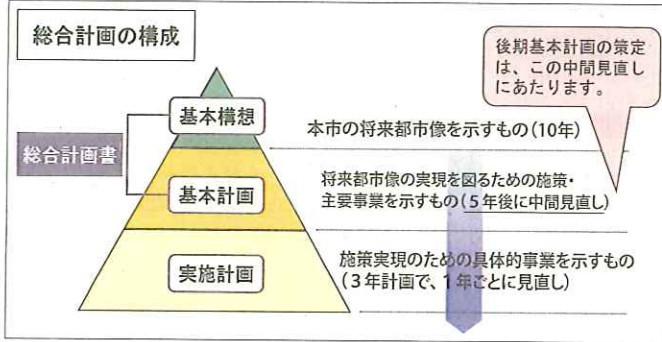 総合計画の構成
後期基本計画の策定
は、この中間見直し
にあたります。
基本構想
本市の将来都市像を示すもの(10年)
総合計画書
将来都市像の実現を図るための施策・
主要事業を示すもの(5年後に中間見直し)
基本計画
施策実現のための具体的事業を示すもの
(3年計画で、1年ごとに見直し)
実施計画